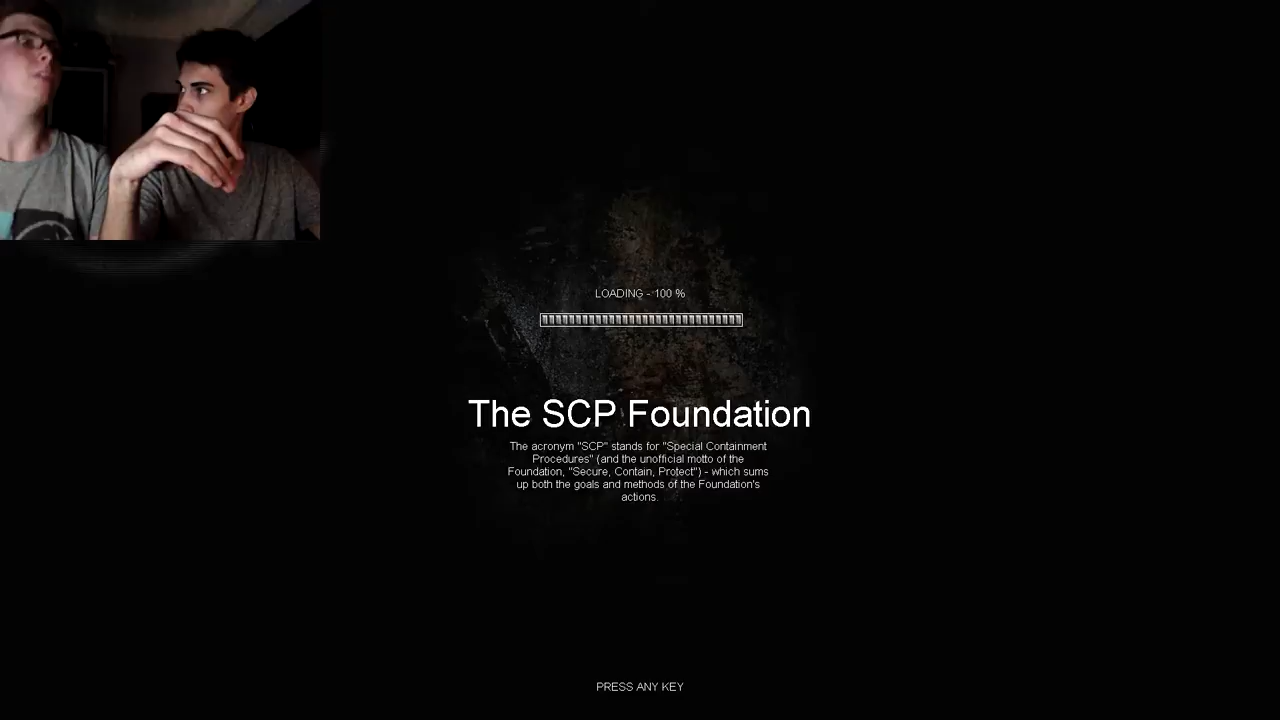 LOADING - 100 %
The SCP Foundation
The acronym "SCP" stands for "Special Containment
Procedures" (and the unofficial motto of the
Foundation, "Secure, Contain, Protect") - which sums
up both the goals and methods of the Foundation's
actions.
PRESS ANY KEY